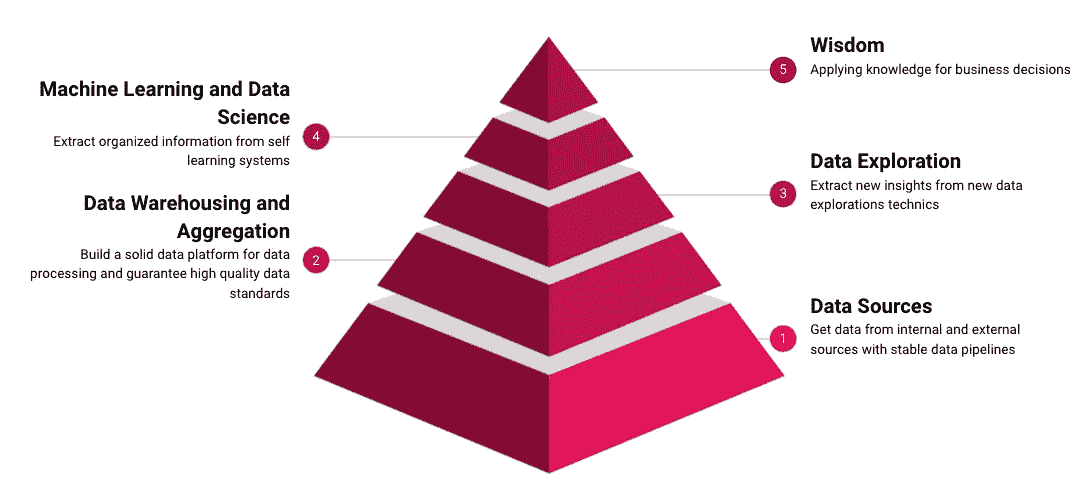 Wisdom
5
Applying knowledge for business decisions
Machine Learning and Data
Science
4
Extract organized information from self
learning systems
Data Exploration
3
Extract new insights from new data
explorations technics
Data Warehousing and
Aggregation
2
Build a solid data platform for data
processing and guarantee high quality data
standards
Data Sources
1
Get data from internal and external
sources with stable data pipelines